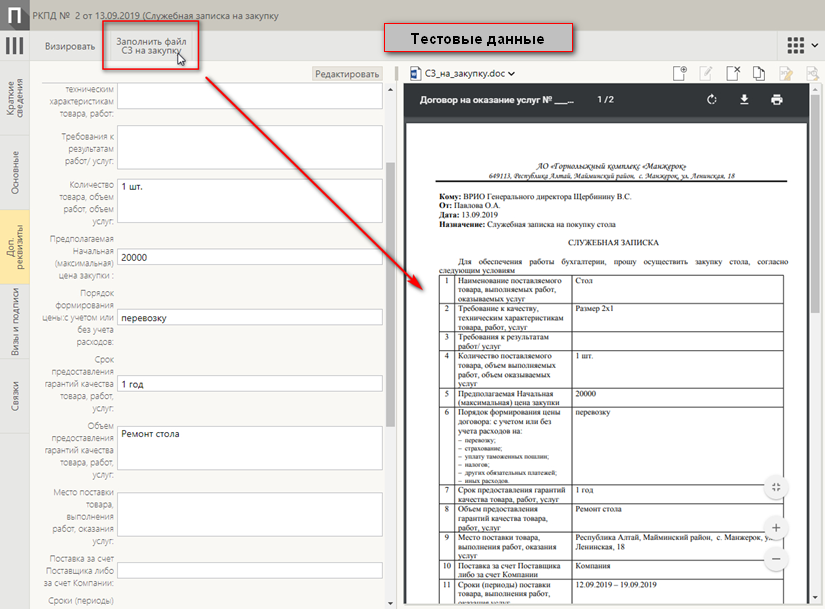 РКПД № 2 от 13.09.2019 (Служебная записка на закупку
Визировать
Заполнить файл
СЗ на закупку
Тестовые данные
Краткие
сведения
Основные
Доп.
реквизиты
Визы и подписи
Связки
Редактировать
техническим
характеристикам
товара, работ:
Требования к
результатам
работ/ услуг:
Количество
товара, объем
работ, объем
услуг:
1 шт.
Предполагаемая
Начальная
(максимальная)
цена закупки :
20000
Порядок
формирования
цены:с учетом или
без учета
расходов:
перевозку
Срок
предоставления
гарантий качества
товара, работ,
услуг:
1 год
Объем
предоставления
гарантий качества
товара, работ,
услуг:
Ремонт стола
Место поставки
товара,
выполнения
работ, оказания
услуг:
Поставка за счет
Поставщика либо
за счет Компании:
Сроки (периоды)
СЗ_на_закупку.doc
Договор на оказание услуг № ___...
1 / 2
АО «Горнолыжный комплекс «Манжерок»
649113, Республика Алтай, Майминский район, с. Манжерок, ул. Ленинская, 18
Кому: ВРИО Генерального директора Щербинину В.С.
От: Павлова О.А.
Дата: 13.09.2019
Назначение: Служебная записка на покупку стола
СЛУЖЕБНАЯ ЗАПИСКА
Для обеспечения работы бухгалтерии, прошу осуществить закупку стола, согласно
следующим условиям
1 Наименование поставляемого Стол
товара, выполняемых работ,
оказываемых услуг
2 Требование к качеству, Размер 2х1
техническим характеристикам
товара, работ, услуг
3 Требования к результатам
работ/ услуг
4 Количество поставляемого 1 шт.
товара, объем выполняемых
работ, объем оказываемых
услуг
5 Предполагаемая Начальная 20000
(максимальная) цена закупки
6 Порядок формирования цены перевозку
договора: с учетом или без
учета расходов на:
– перевозку;
– страхование;
– уплату таможенных пошлин;
– налогов;
– других обязательных платежей;
– иных расходов.
7 Срок предоставления гарантий 1 год
качества товара, работ, услуг
8 Объем предоставления Ремонт стола
гарантий качества товара,
работ, услуг
9 Место поставки товара, Республика Алтай, Майминский район, с. Манжерок, ул.
выполнения работ, оказания Ленинская, 18
услуг
10 Поставка за счет Поставщика Компания
либо за счет Компании
11 Сроки (периоды) поставки 12.09.2019 – 19.09.2019
товара, выполнения работ,
оказания услуг